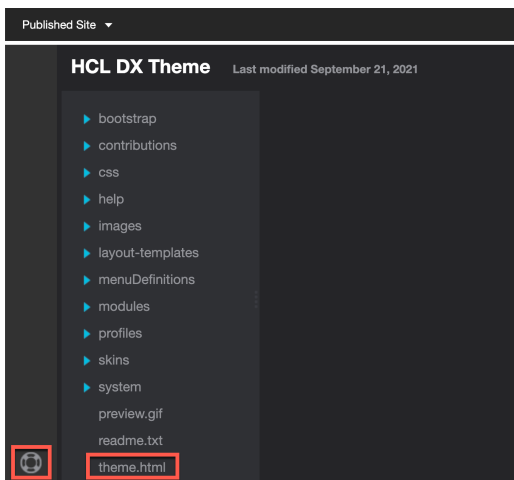 Published Site
HCL DX Theme Last modified September 21, 2021
bootstrap
contributions
css
help
images
layout-templates
menuDefinitions
modules
profiles
skins
system
preview.gif
readme.txt
theme.html